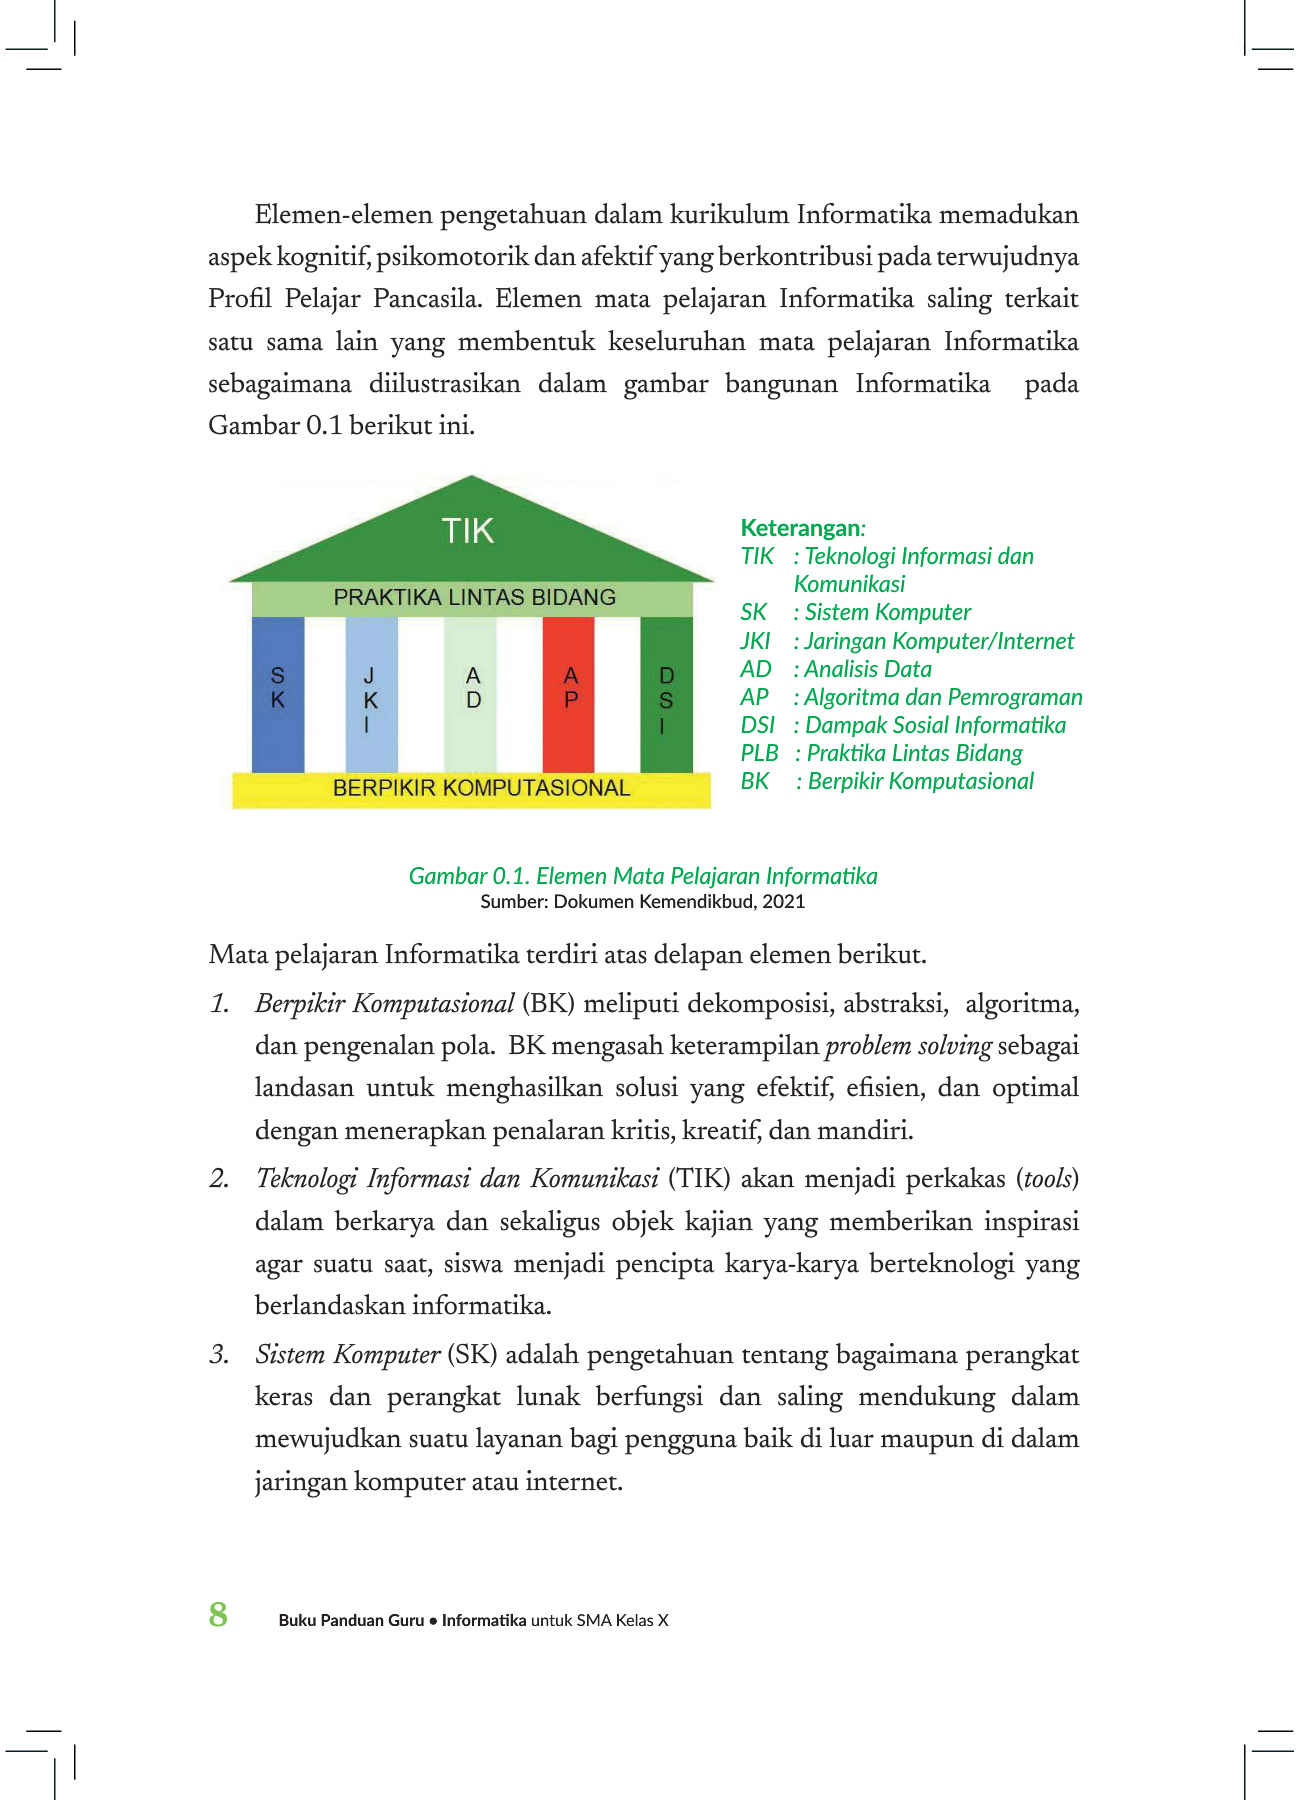 Elemen-elemen pengetahuan dalam kurikulum Informatika memadukan
aspek kognitif, psikomotorik dan afektif yang berkontribusi pada terwujudnya
Profil Pelajar Pancasila. Elemen mata pelajaran Informatika saling terkait
satu sama lain yang membentuk keseluruhan mata pelajaran Informatika
sebagaimana diilustrasikan dalam gambar bangunan Informatika pada
Gambar 0.1 berikut ini.
TIK
PRAKTIKA LINTAS BIDANG
SK
JKI
AD
AP
DSI
BERPIKIR KOMPUTASIONAL
Keterangan:
TIK : Teknologi Informasi dan
Komunikasi
SK : Sistem Komputer
JKI : Jaringan Komputer/Internet
AD : Analisis Data
AP : Algoritma dan Pemrograman
DSI : Dampak Sosial Informatika
PLB : Praktika Lintas Bidang
BK : Berpikir Komputasional
Gambar 0.1. Elemen Mata Pelajaran Informatika
Sumber: Dokumen Kemendikbud, 2021
Mata pelajaran Informatika terdiri atas delapan elemen berikut.
1. Berpikir Komputasional (BK) meliputi dekomposisi, abstraksi, algoritma,
dan pengenalan pola. BK mengasah keterampilan problem solving sebagai
landasan untuk menghasilkan solusi yang efektif, efisien, dan optimal
dengan menerapkan penalaran kritis, kreatif, dan mandiri.
2. Teknologi Informasi dan Komunikasi (TIK) akan menjadi perkakas (tools)
dalam berkarya dan sekaligus objek kajian yang memberikan inspirasi
agar suatu saat, siswa menjadi pencipta karya-karya berteknologi yang
berlandaskan informatika.
3. Sistem Komputer (SK) adalah pengetahuan tentang bagaimana perangkat
keras dan perangkat lunak berfungsi dan saling mendukung dalam
mewujudkan suatu layanan bagi pengguna baik di luar maupun di dalam
jaringan komputer atau internet.
8 Buku Panduan Guru ● Informatika untuk SMA Kelas X